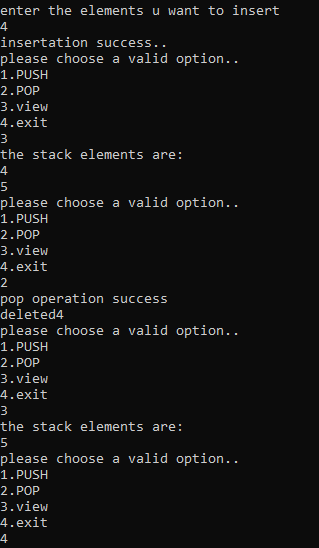 enter the elements u want to insert
4
insertation success..
please choose a valid option..
1.PUSH
2.POP
3.view
4.exit
3
the stack elements are:
4
5
please choose a valid option..
1.PUSH
2.POP
3.view
4.exit
2
pop operation success
deleted4
please choose a valid option..
1.PUSH
2.POP
3.view
4.exit
3
the stack elements are:
5
please choose a valid option..
1.PUSH
2.POP
3.view
4.exit
4